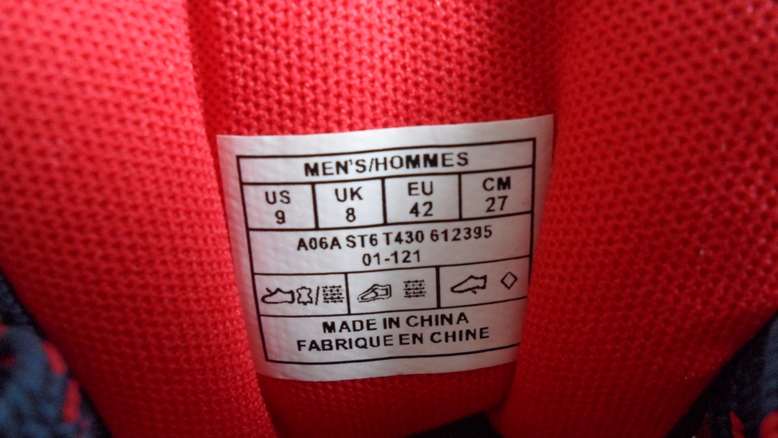 MEN'S/HOMMES
US UK EU CM
9 8 42 27
A06A ST6 T430 612395
01-121
MADE IN CHINA
FABRIQUE EN CHINE